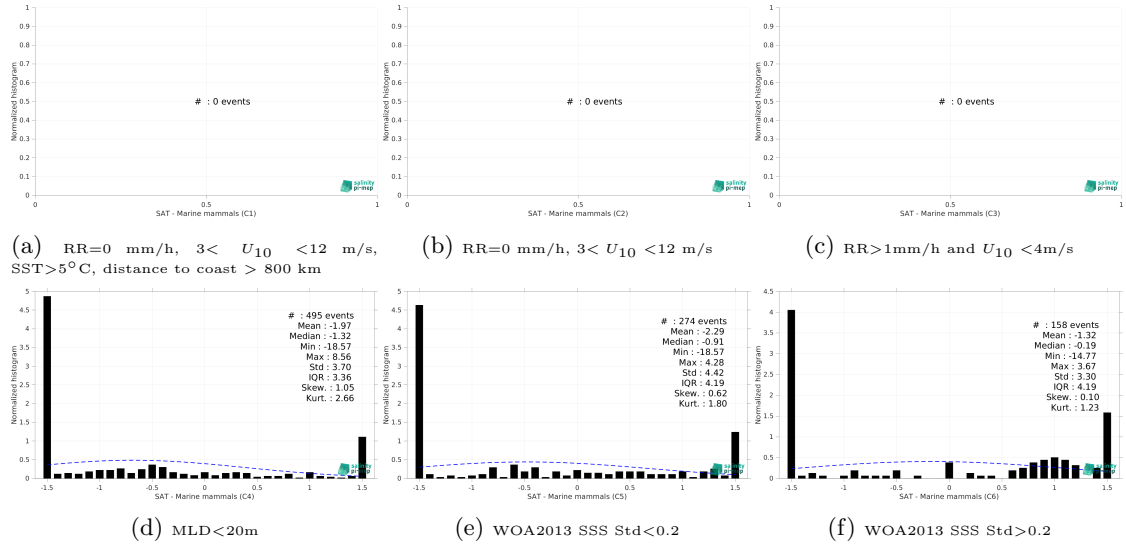 1
0.9
0.8
0.7
0.6
0.5
0.4
0.3
0.2
0.1
0
Normalized histogram
# : 0 events
salinity
pi-mep
0 0.5 1
SAT - Marine mammals (C1)
1
0.9
0.8
0.7
0.6
0.5
0.4
0.3
0.2
0.1
0
Normalized histogram
# : 0 events
salinity
pi-mep
0 0.5 1
SAT - Marine mammals (C2)
1
0.9
0.8
0.7
0.6
0.5
0.4
0.3
0.2
0.1
0
Normalized histogram
# : 0 events
salinity
pi-mep
0 0.5 1
SAT - Marine mammals (C3)
(a) RR=0 mm/h, 3< U10 <12 m/s,
SST>5°C, distance to coast > 800 km
(b) RR=0 mm/h, 3< U10 <12 m/s
(c) RR>1mm/h and U10 <4m/s
5
4.5
4
3.5
3
2.5
2
1.5
1
0.5
0
Normalized histogram
# : 495 events
Mean : -1.97
Median : -1.32
Min : -18.57
Max : 8.56
Std : 3.70
IQR : 3.36
Skew. : 1.05
Kurt. : 2.66
salinity
pi-mep
-1.5 -1 -0.5 0 0.5 1 1.5
SAT - Marine mammals (C4)
5
4.5
4
3.5
3
2.5
2
1.5
1
0.5
0
Normalized histogram
# : 274 events
Mean : -2.29
Median : -0.91
Min : -18.57
Max : 4.28
Std : 4.42
IQR : 4.19
Skew. : 0.62
Kurt. : 1.80
salinity
pi-mep
-1.5 -1 -0.5 0 0.5 1 1.5
SAT - Marine mammals (C5)
4.5
4
3.5
3
2.5
2
1.5
1
0.5
0
Normalized histogram
# : 158 events
Mean : -1.32
Median : -0.19
Min : -14.77
Max : 3.67
Std : 3.30
IQR : 4.19
Skew. : 0.10
Kurt. : 1.23
salinity
pi-mep
-1.5 -1 -0.5 0 0.5 1 1.5
SAT - Marine mammals (C6)
(d) MLD<20m
(e) WOA2013 SSS Std<0.2
(f) WOA2013 SSS Std>0.2